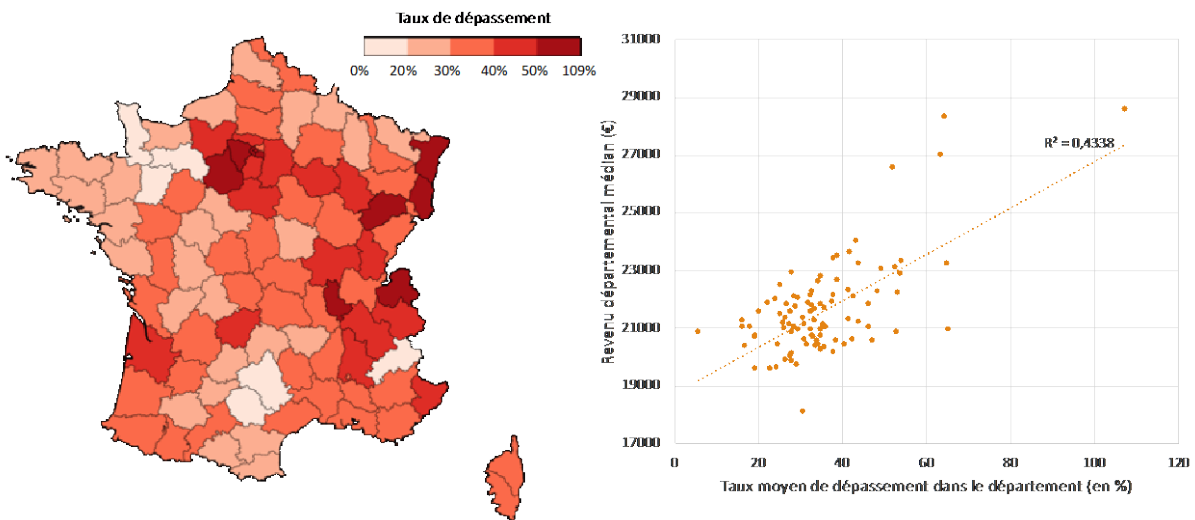 Taux de dépassement
0% 20% 30% 40% 50% 109%
31000
29000
27000
25000
23000
21000
19000
17000
Revenu départemental médian (€)
R² = 0,4338
0 20 40 60 80 100 120
Taux moyen de dépassement dans le département (en %)